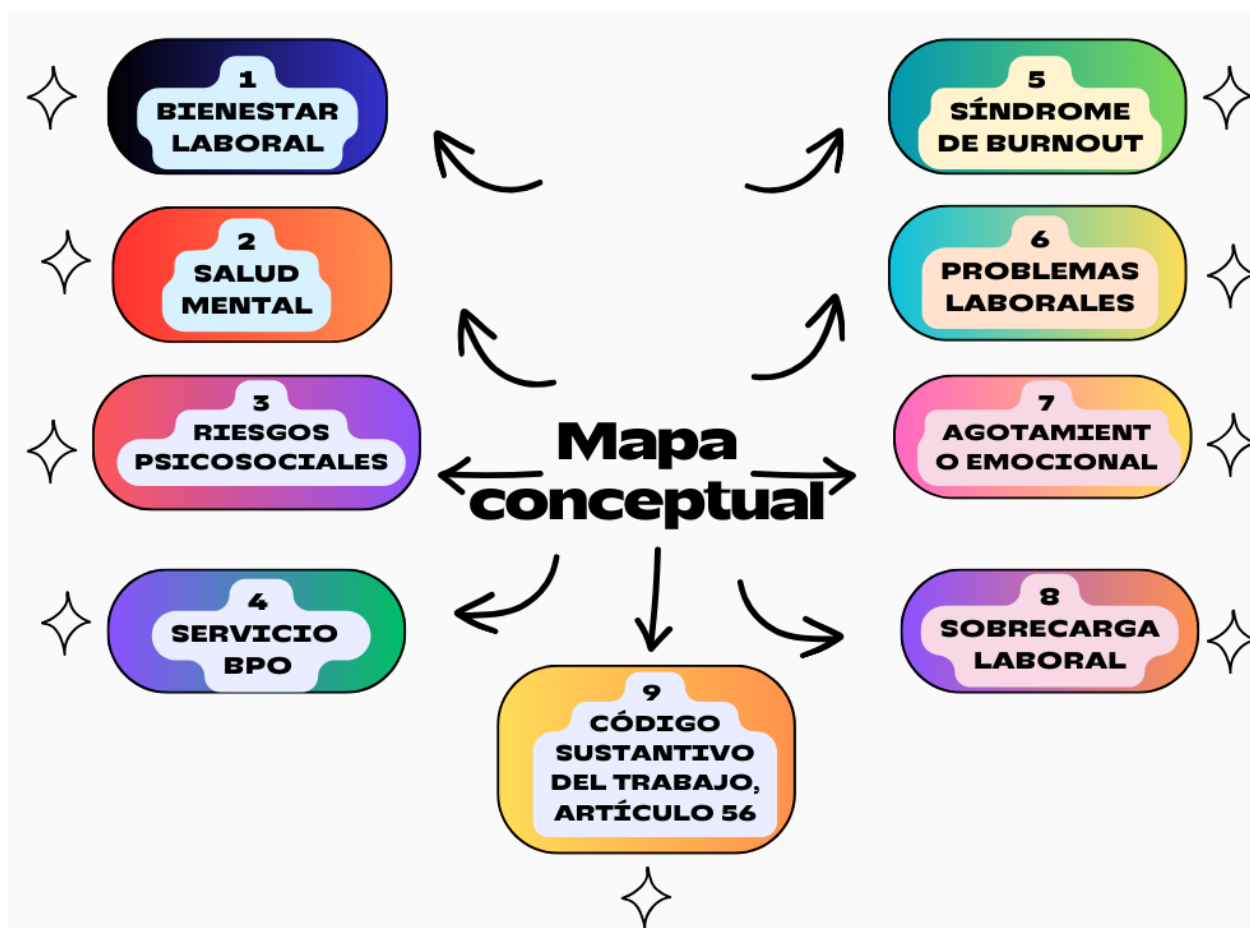 1
BIENESTAR
LABORAL
2
SALUD
MENTAL
3
RIESGOS
PSICOSOCIALES
4
SERVICIO
BPO
Mapa
conceptual
5
SÍNDROME
DE BURNOUT
6
PROBLEMAS
LABORALES
7
AGOTAMIENT
O EMOCIONAL
8
SOBRECARGA
LABORAL
9
CÓDIGO
SUSTANTIVO
DEL TRABAJO,
ARTÍCULO 56